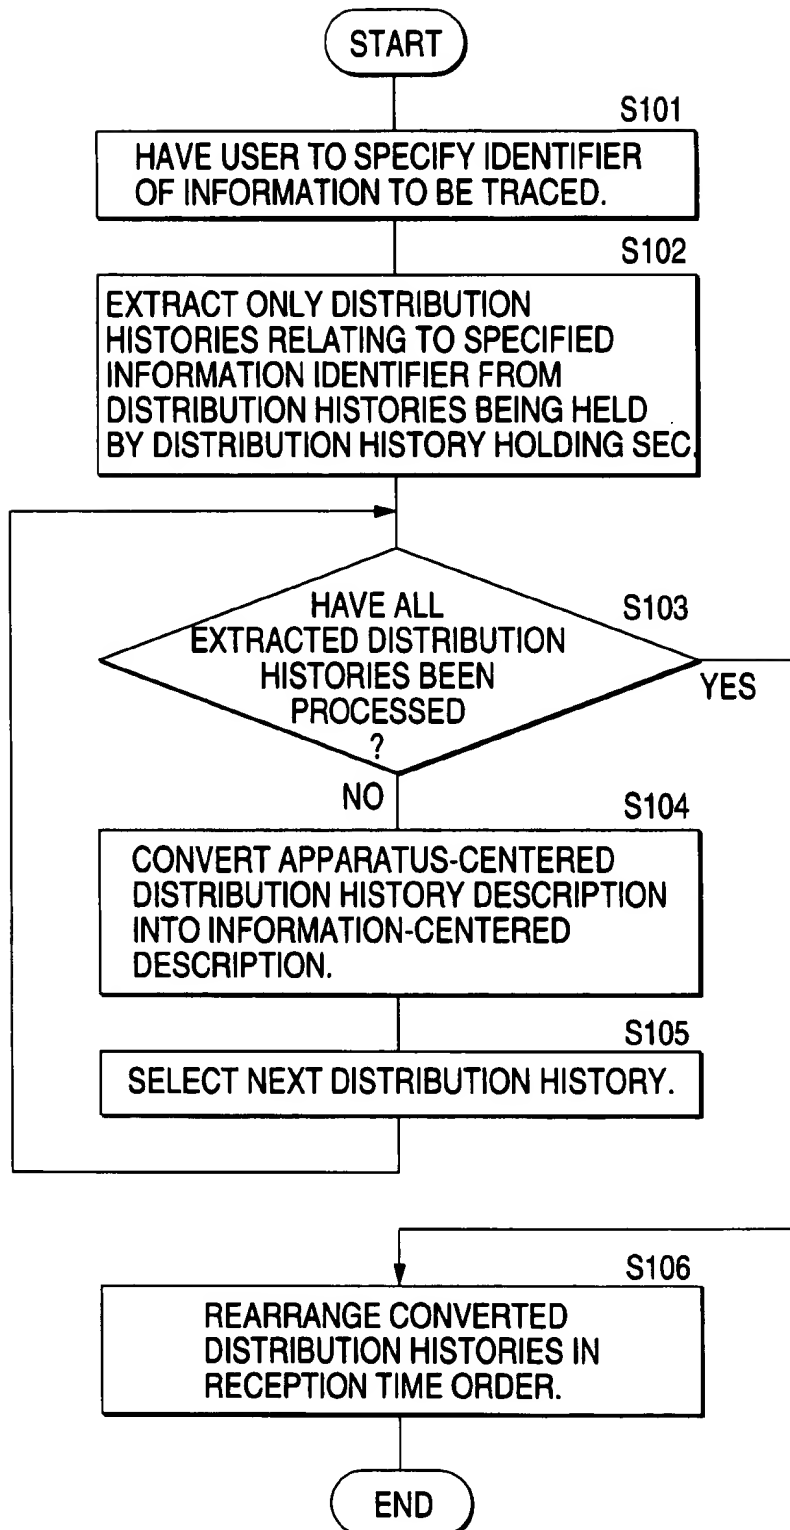 START
S101
HAVE USER TO SPECIFY IDENTIFIER
OF INFORMATION TO BE TRACED.
S102
EXTRACT ONLY DISTRIBUTION
HISTORIES RELATING TO SPECIFIED
INFORMATION IDENTIFIER FROM
DISTRIBUTION HISTORIES BEING HELD
BY DISTRIBUTION HISTORY HOLDING SEC.
S103
HAVE ALL
EXTRACTED DISTRIBUTION
HISTORIES BEEN
PROCESSED
?
YES
NO
S104
CONVERT APPARATUS-CENTERED
DISTRIBUTION HISTORY DESCRIPTION
INTO INFORMATION-CENTERED
DESCRIPTION.
S105
SELECT NEXT DISTRIBUTION HISTORY.
S106
REARRANGE CONVERTED
DISTRIBUTION HISTORIES IN
RECEPTION TIME ORDER.
END